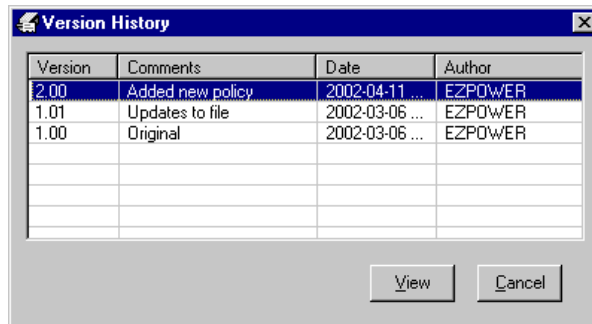 Version History
Version Comments Date Author
2.00 Added new policy 2002-04-11 ... EZPOWER
1.01 Updates to file 2002-03-06 ... EZPOWER
1.00 Original 2002-03-06 ... EZPOWER
View Cancel